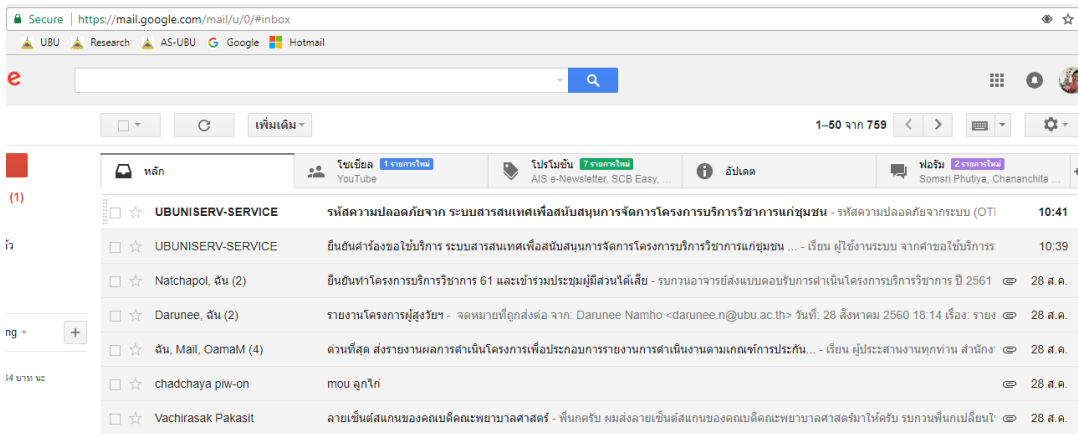 Secure | https://mail.google.com/mail/u/0/#inbox
UBU Research AS-UBU Google Hotmail
เพิ่มเติม
1–50 จาก 759
หลัก
โซเชียล 1 รายการใหม่
YouTube
โปรโมชัน 7 รายการใหม่
AIS e-Newsletter, SCB Easy, ...
อัปเดต
ฟอรัม 2 รายการใหม่
Somsri Phutiya, Chananchita ...
(1)
UBUNISERV-SERVICE รหัสความปลอดภัยจาก ระบบสารสนเทศเพื่อสนับสนุนการจัดการโครงการบริการวิชาการแก่ชุมชน - รหัสความปลอดภัยจากระบบ (OTI 10:41
UBUNISERV-SERVICE ยืนยันคำร้องขอใช้บริการ ระบบสารสนเทศเพื่อสนับสนุนการจัดการโครงการบริการวิชาการแก่ชุมชน ... - เรียน ผู้ใช้งานระบบ จากคำขอใช้บริการร 10:39
Natchapol, ฉัน (2) ยืนยันทำโครงการบริการวิชาการ 61 และเข้าร่วมประชุมผู้มีส่วนได้เสีย - รบกวนอาจารย์ส่งแบบตอบรับการดำเนินโครงการบริการวิชาการ ปี 2561 28 ส.ค.
Darunee, ฉัน (2) รายงานโครงการผู้สูงวัยฯ - จดหมายที่ถูกส่งต่อ จาก: Darunee Namho <darunee.n@ubu.ac.th> วันที่: 28 สิงหาคม 2560 18:14 เรื่อง: รายง 28 ส.ค.
ng
ฉัน, Mail, OamaM (4) ด่วนที่สุด ส่งรายงานผลการดำเนินโครงการเพื่อประกอบการรายงานการดำเนินงานตามเกณฑ์การประกัน... - เรียน ผู้ประสะานงานทุกท่าน สำนักง 28 ส.ค.
34 นาที นะ
chadchaya piw-on mou ลูกไก่ 28 ส.ค.
Vachirasak Pakasit ลายเซ็นต์สแกนของคณบดีคณะพยาบาลศาสตร์ - พี่นกครับ ผมส่งลายเซ็นต์สแกนของคณบดีคณะพยาบาลศาสตร์มาให้ครับ รบกวนพี่นกเปลี่ยนใ 28 ส.ค.